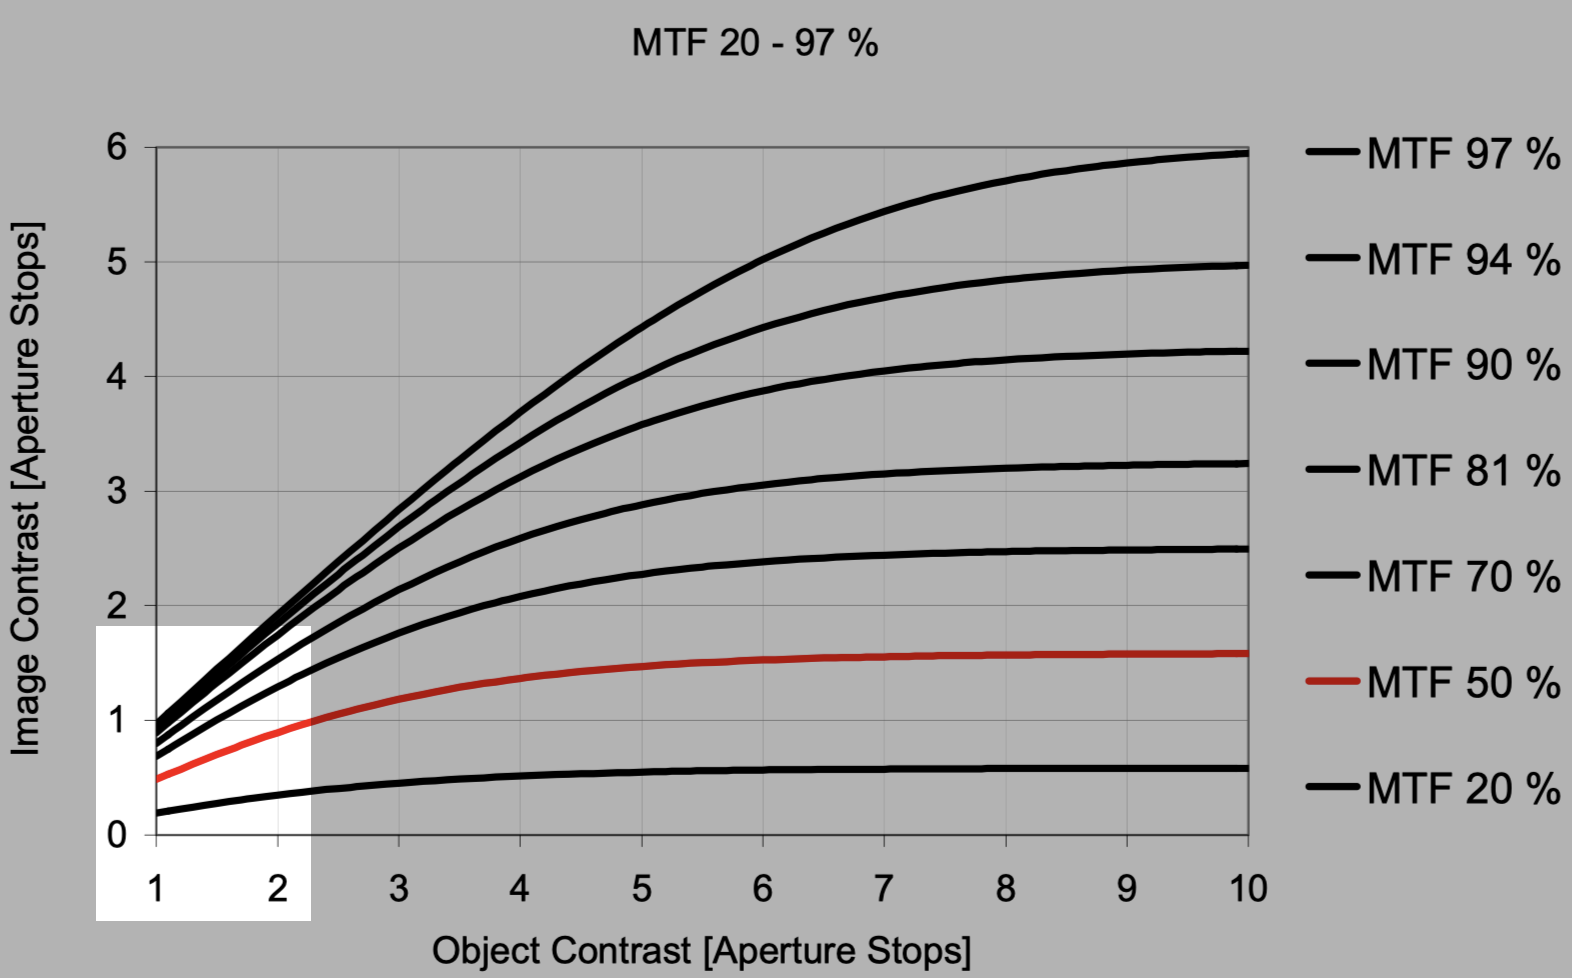 MTF 20 - 97 %
Image Contrast [Aperture Stops]
6
5
4
3
2
1
0
1 2 3 4 5 6 7 8 9 10
Object Contrast [Aperture Stops]
MTF 97 %
MTF 94 %
MTF 90 %
MTF 81 %
MTF 70 %
MTF 50 %
MTF 20 %